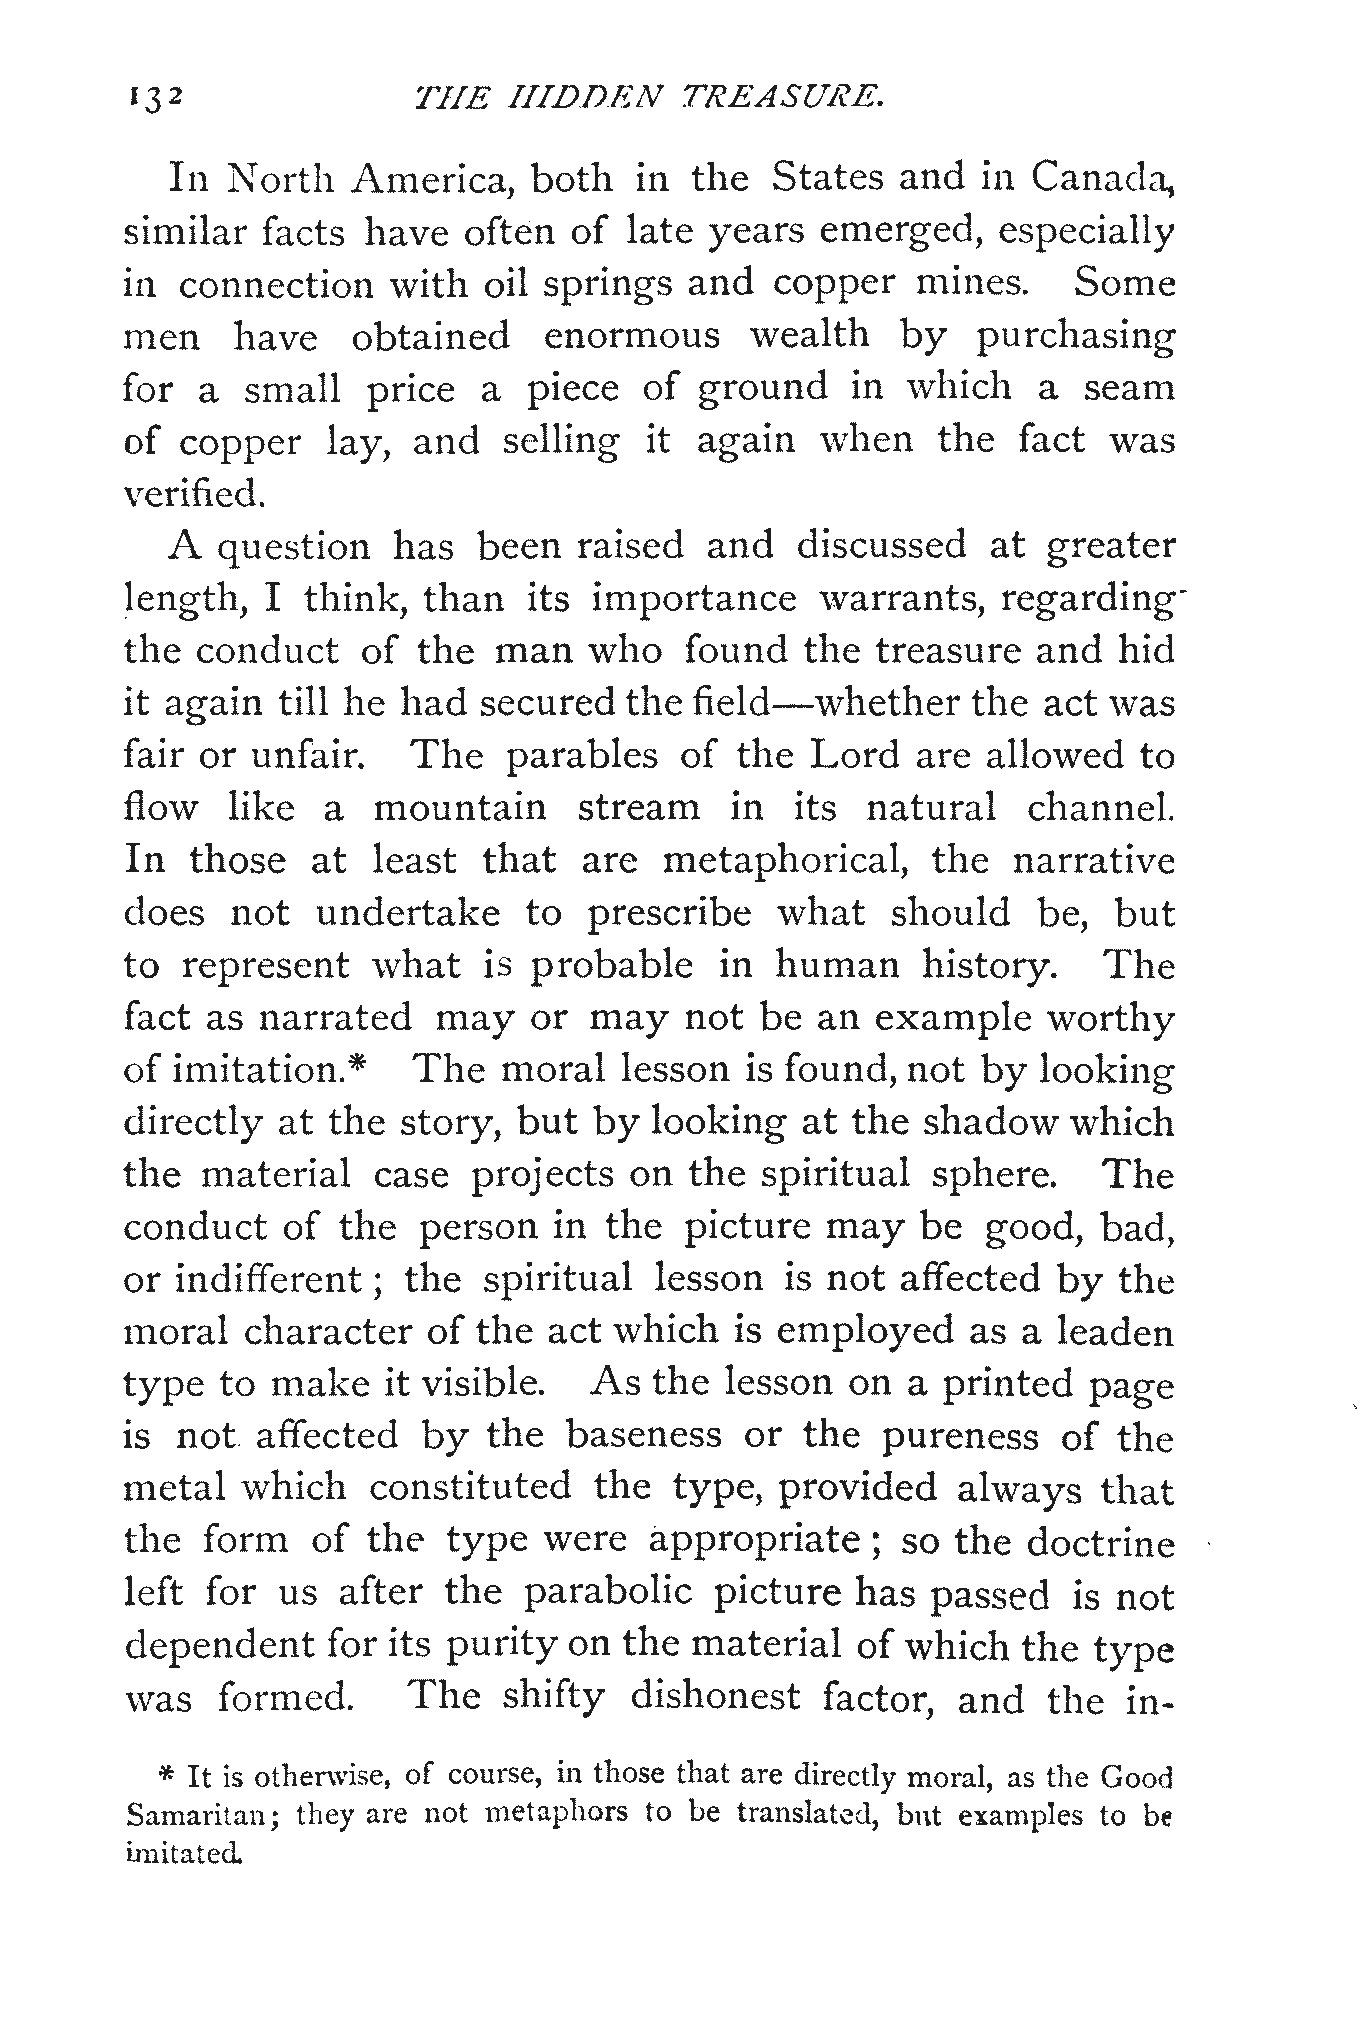 132 THE HIDDEN TREASURE.
In North America, both in the States and in Canada,
similar facts have often of late years emerged, especially
in connection with oil springs and copper mines. Some
men have obtained enormous wealth by purchasing
for a small price a piece of ground in which a seam
of copper lay, and selling it again when the fact was
verified.
A question has been raised and discussed at greater
length, I think, than its importance warrants, regarding
the conduct of the man who found the treasure and hid
it again till he had secured the field—whether the act was
fair or unfair. The parables of the Lord are allowed to
flow like a mountain stream in its natural channel.
In those at least that are metaphorical, the narrative
does not undertake to prescribe what should be, but
to represent what is probable in human history. The
fact as narrated may or may not be an example worthy
of imitation.* The moral lesson is found, not by looking
directly at the story, but by looking at the shadow which
the material case projects on the spiritual sphere. The
conduct of the person in the picture may be good, bad,
or indifferent ; the spiritual lesson is not affected by the
moral character of the act which is employed as a leaden
type to make it visible. As the lesson on a printed page
is not affected by the baseness or the pureness of the
metal which constituted the type, provided always that
the form of the type were appropriate ; so the doctrine
left for us after the parabolic picture has passed is not
dependent for its purity on the material of which the type
was formed. The shifty dishonest factor, and the in-
* It is otherwise, of course, in those that are directly moral, as the Good
Samaritan; they are not metaphors to be translated, but examples to be
imitated.